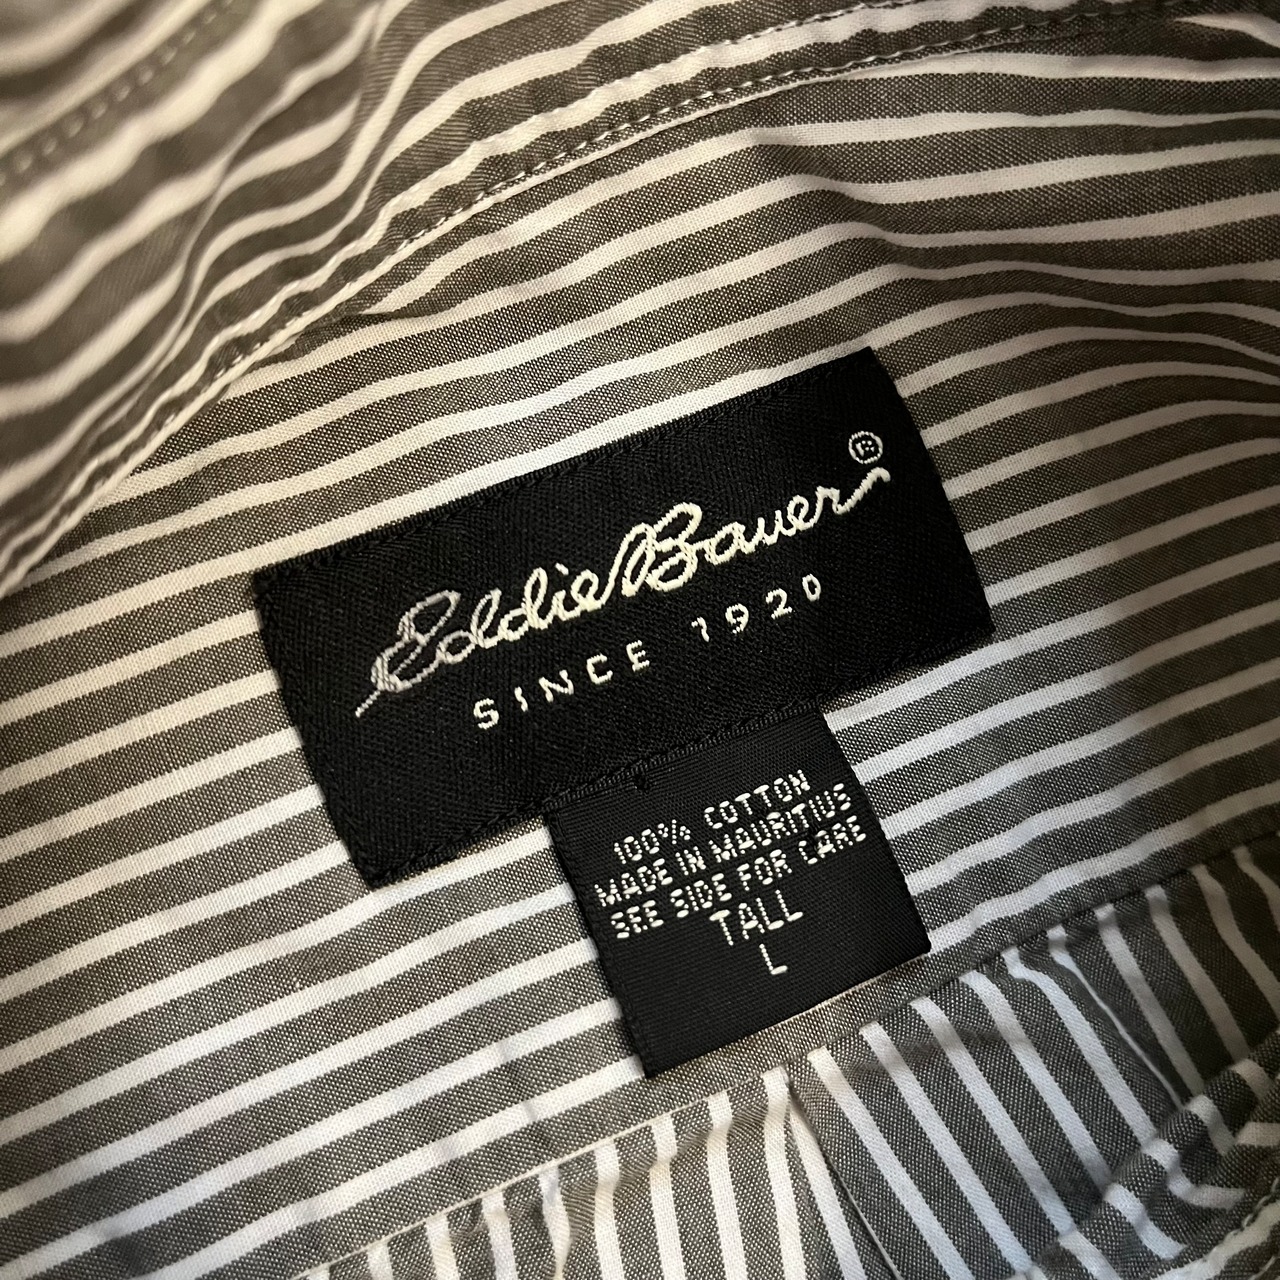 Eddie Bauer®
SINCE 1920
100% COTTON
MADE IN MAURITIUS
SEE SIDE FOR CARE
TALL
L